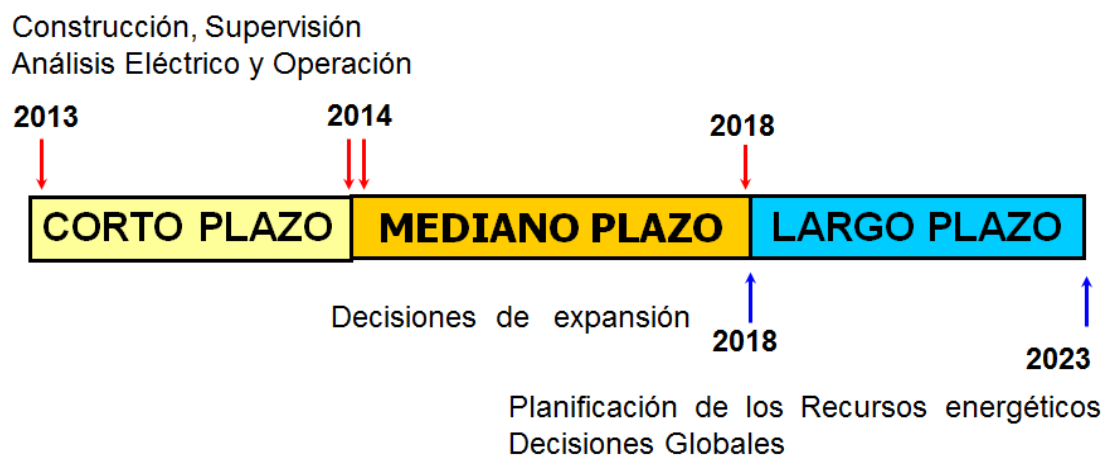 Construcción, Supervisión
Análisis Eléctrico y Operación
2013
2014
2018
CORTO PLAZO
MEDIANO PLAZO
LARGO PLAZO
Decisiones de expansión
2018
2023
Planificación de los Recursos energéticos
Decisiones Globales